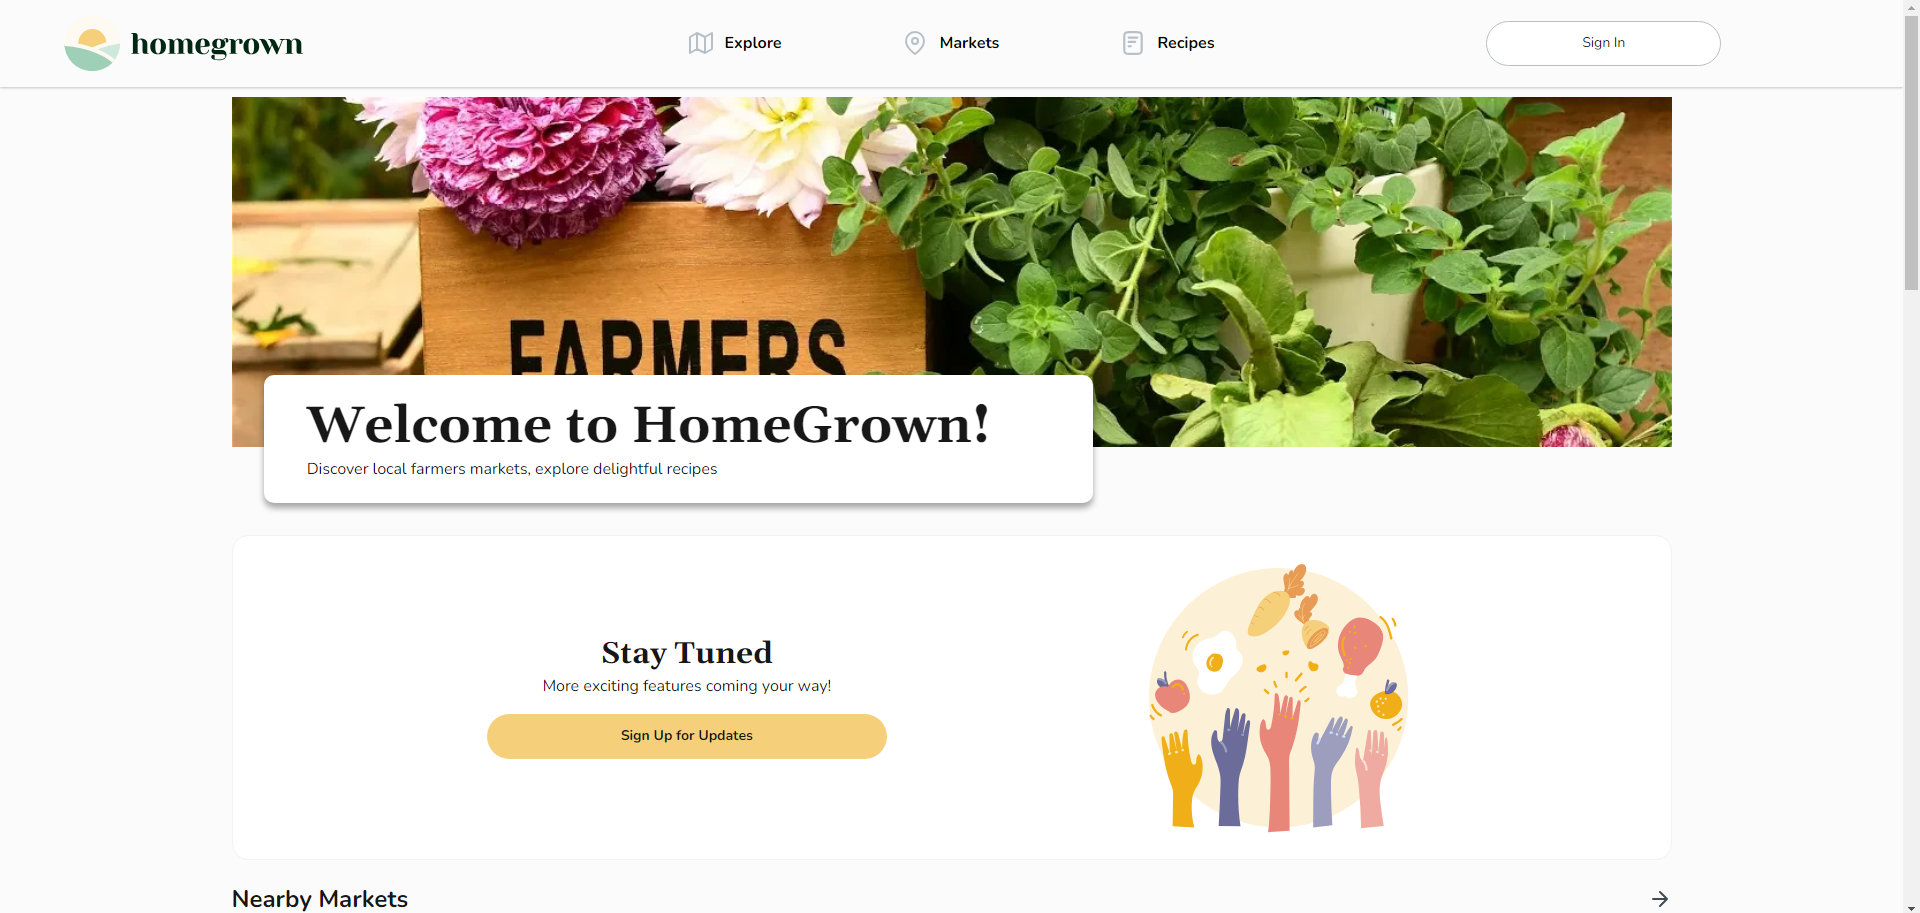 homegrown
Explore
Markets
Recipes
Sign In
FARMERS
Welcome to HomeGrown!
Discover local farmers markets, explore delightful recipes
Stay Tuned
More exciting features coming your way!
Sign Up for Updates
Nearby Markets